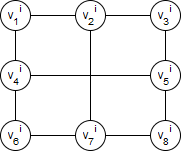 v₁ⁱ v₂ⁱ v₃ⁱ
v₄ⁱ v₅ⁱ
v₆ⁱ v₇ⁱ v₈ⁱ